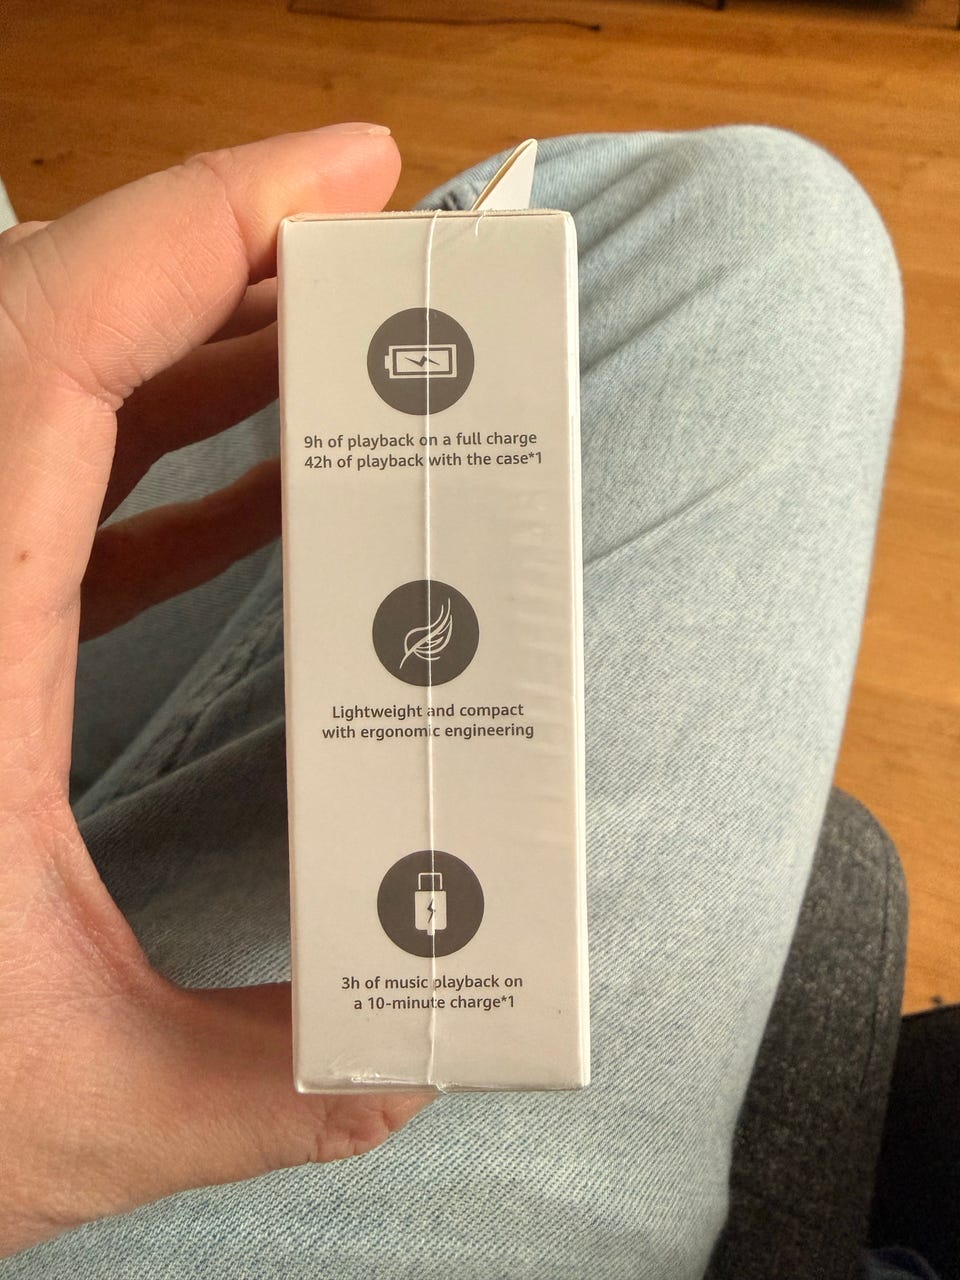 9h of playback on a full charge
42h of playback with the case*1
Lightweight and compact
with ergonomic engineering
3h of music playback on
a 10-minute charge*1